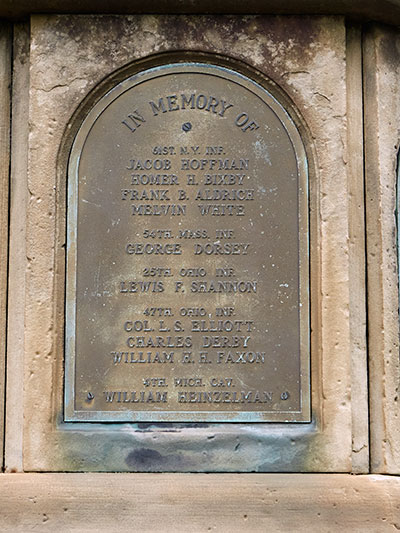 IN MEMORY OF
61ST. N.Y. INF.
JACOB HOFFMAN
HOMER H. BIXBY
FRANK B. ALDRICH
MELVIN WHITE
54TH. MASS. INF.
GEORGE DORSEY
25TH. OHIO INF.
LEWIS F. SHANNON
47TH. OHIO, INF.
COL. L. S. ELLIOTT
CHARLES DERBY
WILLIAM H. H. FAXON
4TH. MICH. CAV.
WILLIAM HEINZELMAN